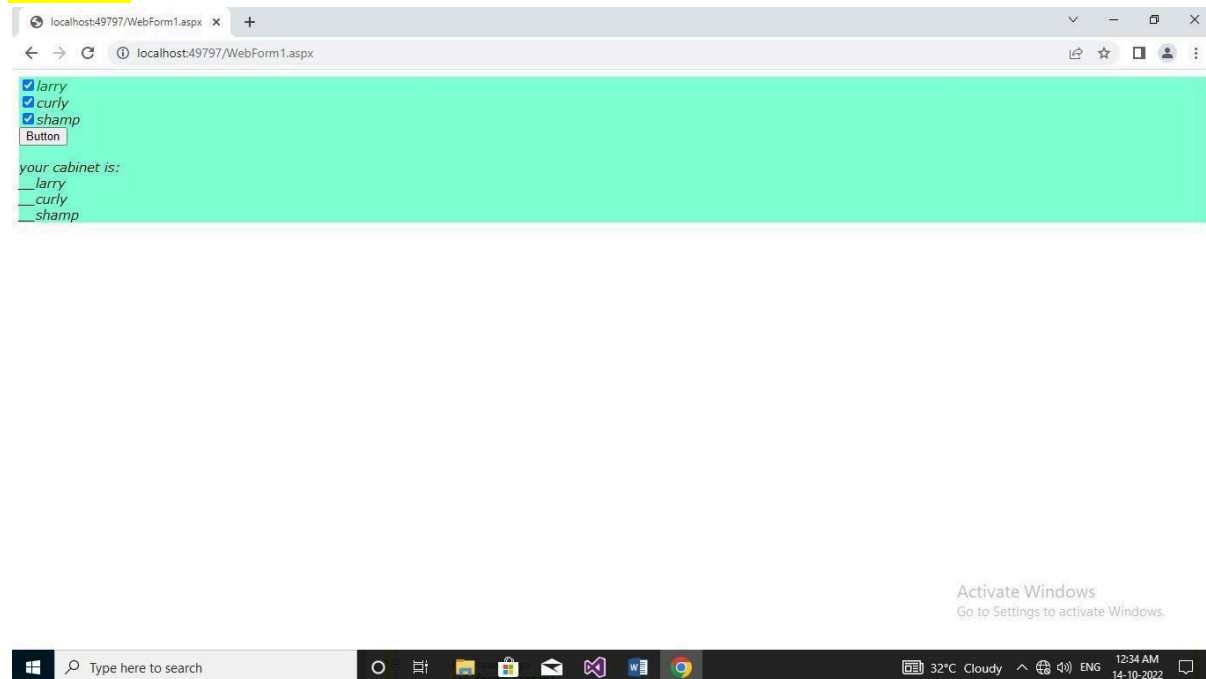 localhost:49797/WebForm1.aspx
localhost:49797/WebForm1.aspx
larry
curly
shamp
Button
your cabinet is:
__larry
__curly
__shamp
Activate Windows
Go to Settings to activate Windows.
Type here to search
32°C Cloudy
ENG
12:34 AM
14-10-2022